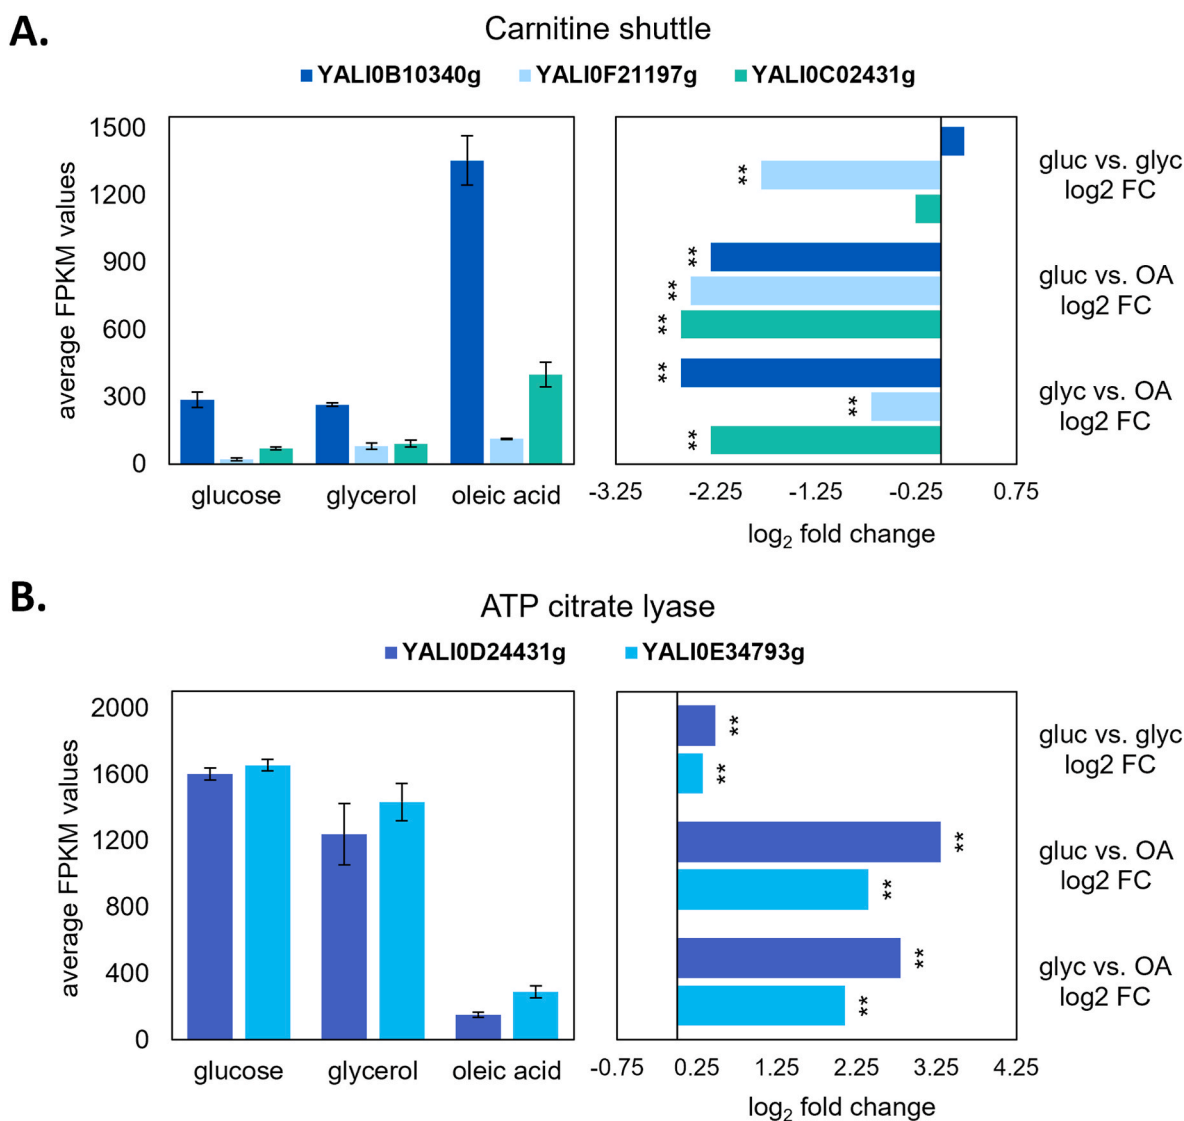 A.
Carnitine shuttle
YALI0B10340g YALI0F21197g YALI0C02431g
average FPKM values
1500
1200
900
600
300
0
glucose glycerol oleic acid
**
**
**
**
**
**
**
gluc vs. glyc
log2 FC
gluc vs. OA
log2 FC
glyc vs. OA
log2 FC
-3.25 -2.25 -1.25 -0.25 0.75
log2 fold change
B.
ATP citrate lyase
YALI0D24431g YALI0E34793g
average FPKM values
2000
1600
1200
800
400
0
glucose glycerol oleic acid
**
**
**
**
**
**
gluc vs. glyc
log2 FC
gluc vs. OA
log2 FC
glyc vs. OA
log2 FC
-0.75 0.25 1.25 2.25 3.25 4.25
log2 fold change